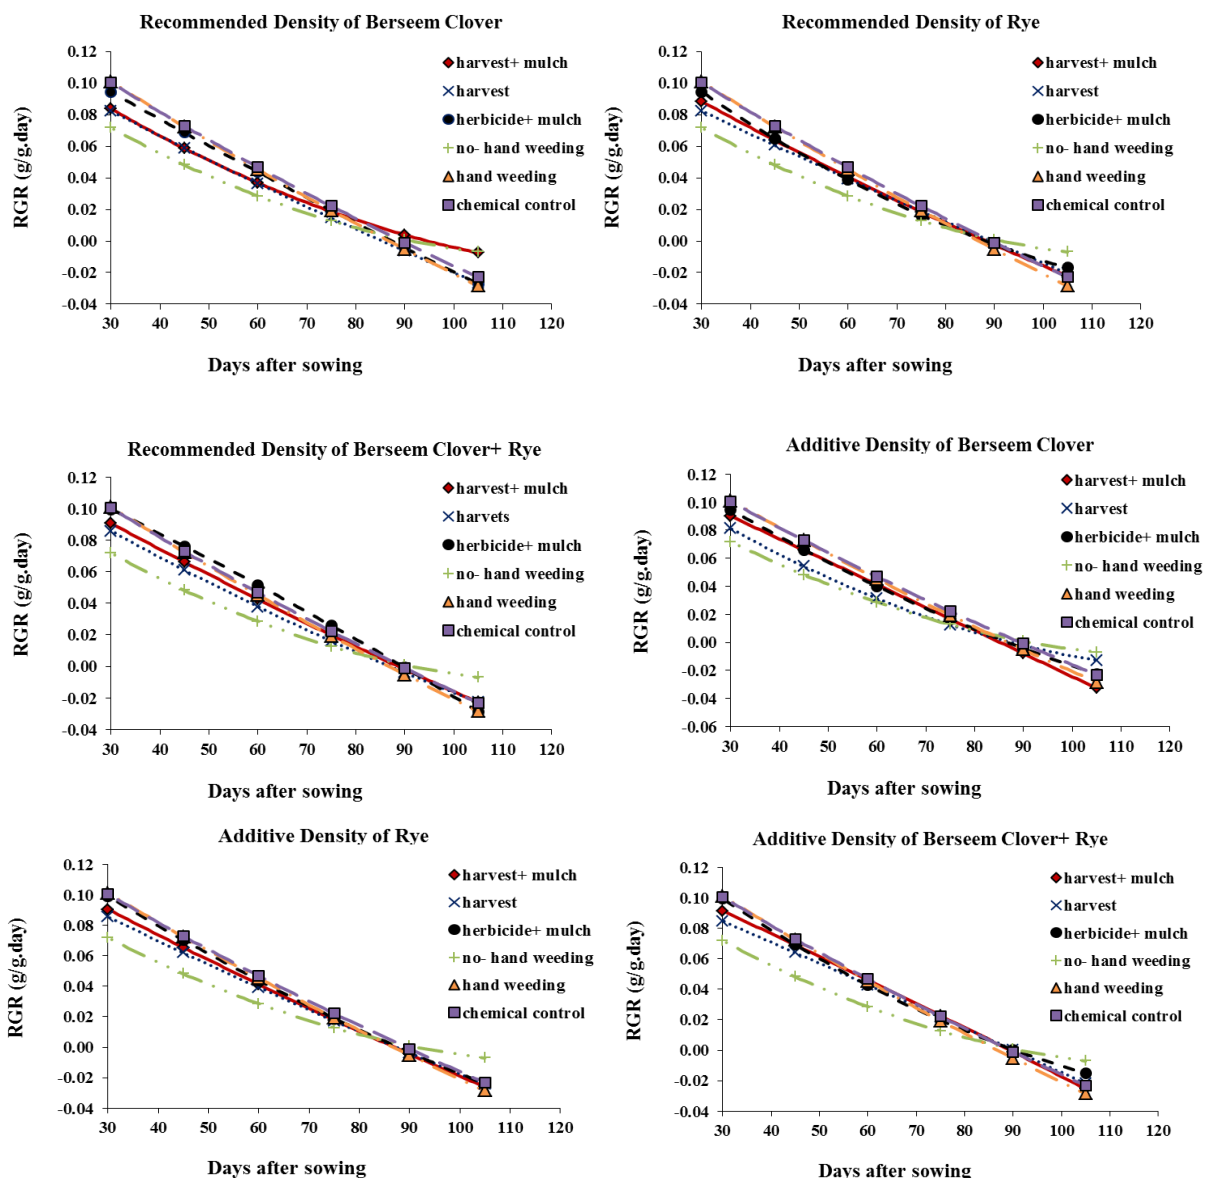 Recommended Density of Berseem Clover
0.12
0.10
0.08
0.06
0.04
0.02
0.00
-0.02
-0.04
RGR (g/g.day)
harvest+ mulch
harvest
herbicide+ mulch
no- hand weeding
hand weeding
chemical control
30 40 50 60 70 80 90 100 110 120
Days after sowing
Recommended Density of Rye
0.12
0.10
0.08
0.06
0.04
0.02
0.00
-0.02
-0.04
RGR (g/g.day)
harvest+ mulch
harvest
herbicide+ mulch
no- hand weeding
hand weeding
chemical control
30 40 50 60 70 80 90 100 110 120
Days after sowing
Recommended Density of Berseem Clover+ Rye
0.12
0.10
0.08
0.06
0.04
0.02
0.00
-0.02
-0.04
RGR (g/g.day)
harvest+ mulch
harvets
herbicide+ mulch
no- hand weeding
hand weeding
chemical control
30 40 50 60 70 80 90 100 110 120
Days after sowing
Additive Density of Berseem Clover
0.12
0.10
0.08
0.06
0.04
0.02
0.00
-0.02
-0.04
-0.06
RGR (g/g.day)
harvest+ mulch
harvest
herbicide+ mulch
no- hand weeding
hand weeding
chemical control
30 40 50 60 70 80 90 100 110 120
Days after sowing
Additive Density of Rye
0.12
0.10
0.08
0.06
0.04
0.02
0.00
-0.02
-0.04
RGR (g/g.day)
harvest+ mulch
harvest
herbicide+ mulch
no- hand weeding
hand weeding
chemical control
30 40 50 60 70 80 90 100 110 120
Days after sowing
Additive Density of Berseem Clover+ Rye
0.12
0.10
0.08
0.06
0.04
0.02
0.00
-0.02
-0.04
RGR (g/g.day)
harvest+ mulch
harvest
herbicide+ mulch
no- hand weeding
hand weeding
chemical control
30 40 50 60 70 80 90 100 110 120
Days after sowing